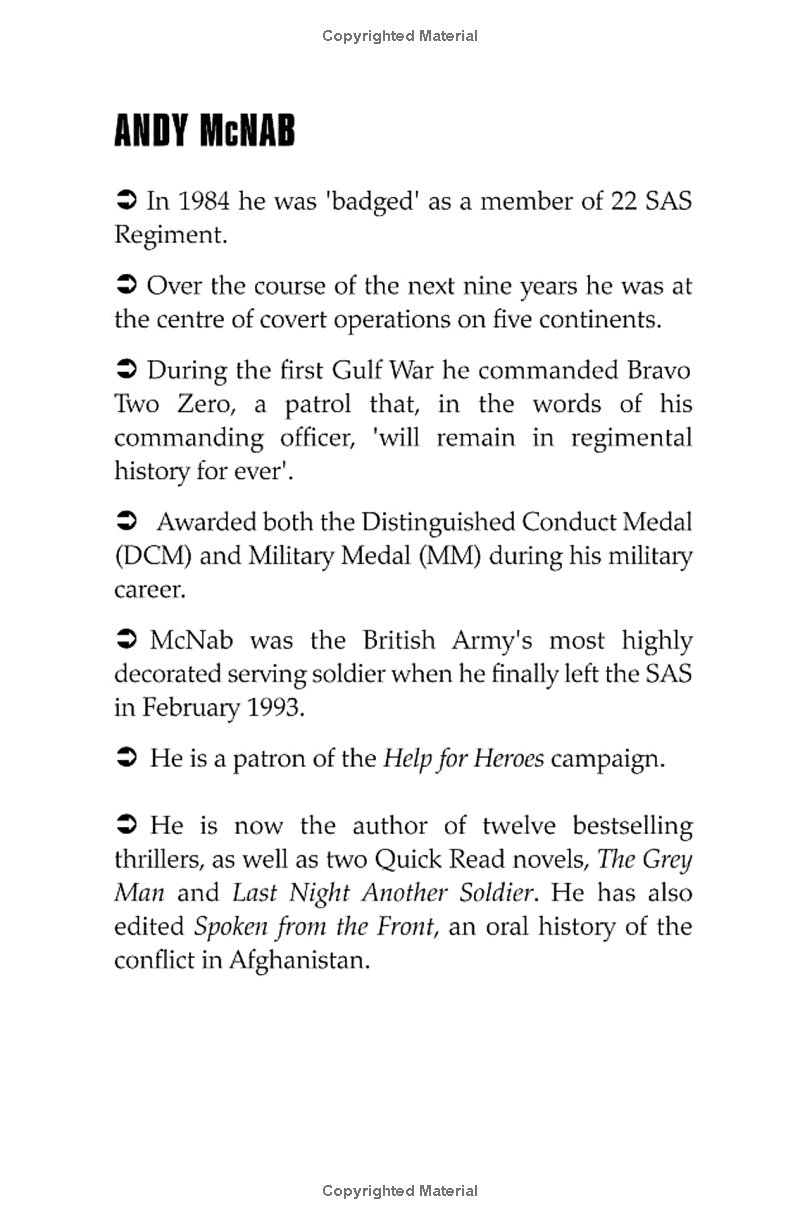 Copyrighted Material
ANDY McNAB
➲ In 1984 he was 'badged' as a member of 22 SAS
Regiment.
➲ Over the course of the next nine years he was at
the centre of covert operations on five continents.
➲ During the first Gulf War he commanded Bravo
Two Zero, a patrol that, in the words of his
commanding officer, 'will remain in regimental
history for ever'.
➲ Awarded both the Distinguished Conduct Medal
(DCM) and Military Medal (MM) during his military
career.
➲ McNab was the British Army's most highly
decorated serving soldier when he finally left the SAS
in February 1993.
➲ He is a patron of the Help for Heroes campaign.
➲ He is now the author of twelve bestselling
thrillers, as well as two Quick Read novels, The Grey
Man and Last Night Another Soldier. He has also
edited Spoken from the Front, an oral history of the
conflict in Afghanistan.
Copyrighted Material